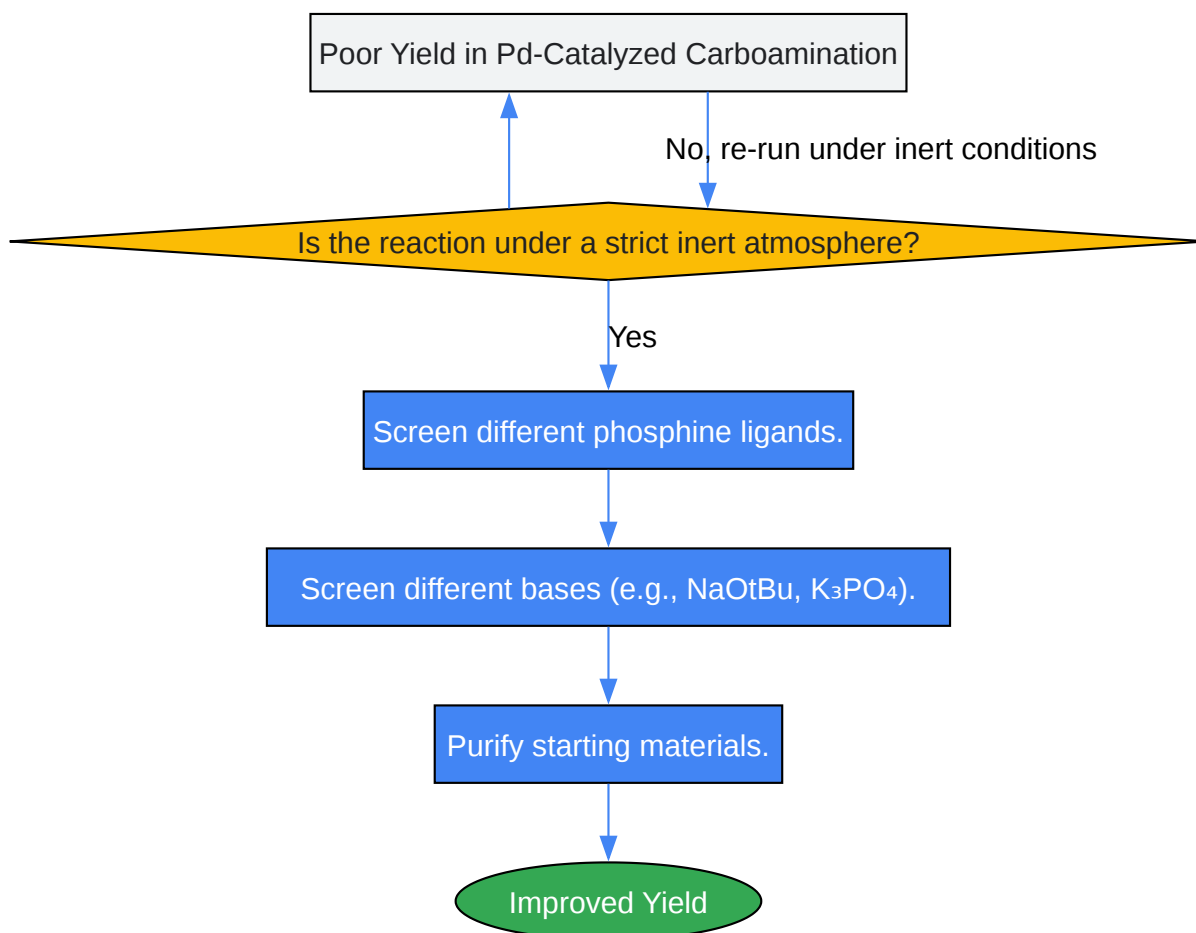 Poor Yield in Pd-Catalyzed Carboamination
No, re-run under inert conditions
Is the reaction under a strict inert atmosphere?
Yes
Screen different phosphine ligands.
Screen different bases (e.g., NaOtBu, K₃PO₄).
Purify starting materials.
Improved Yield